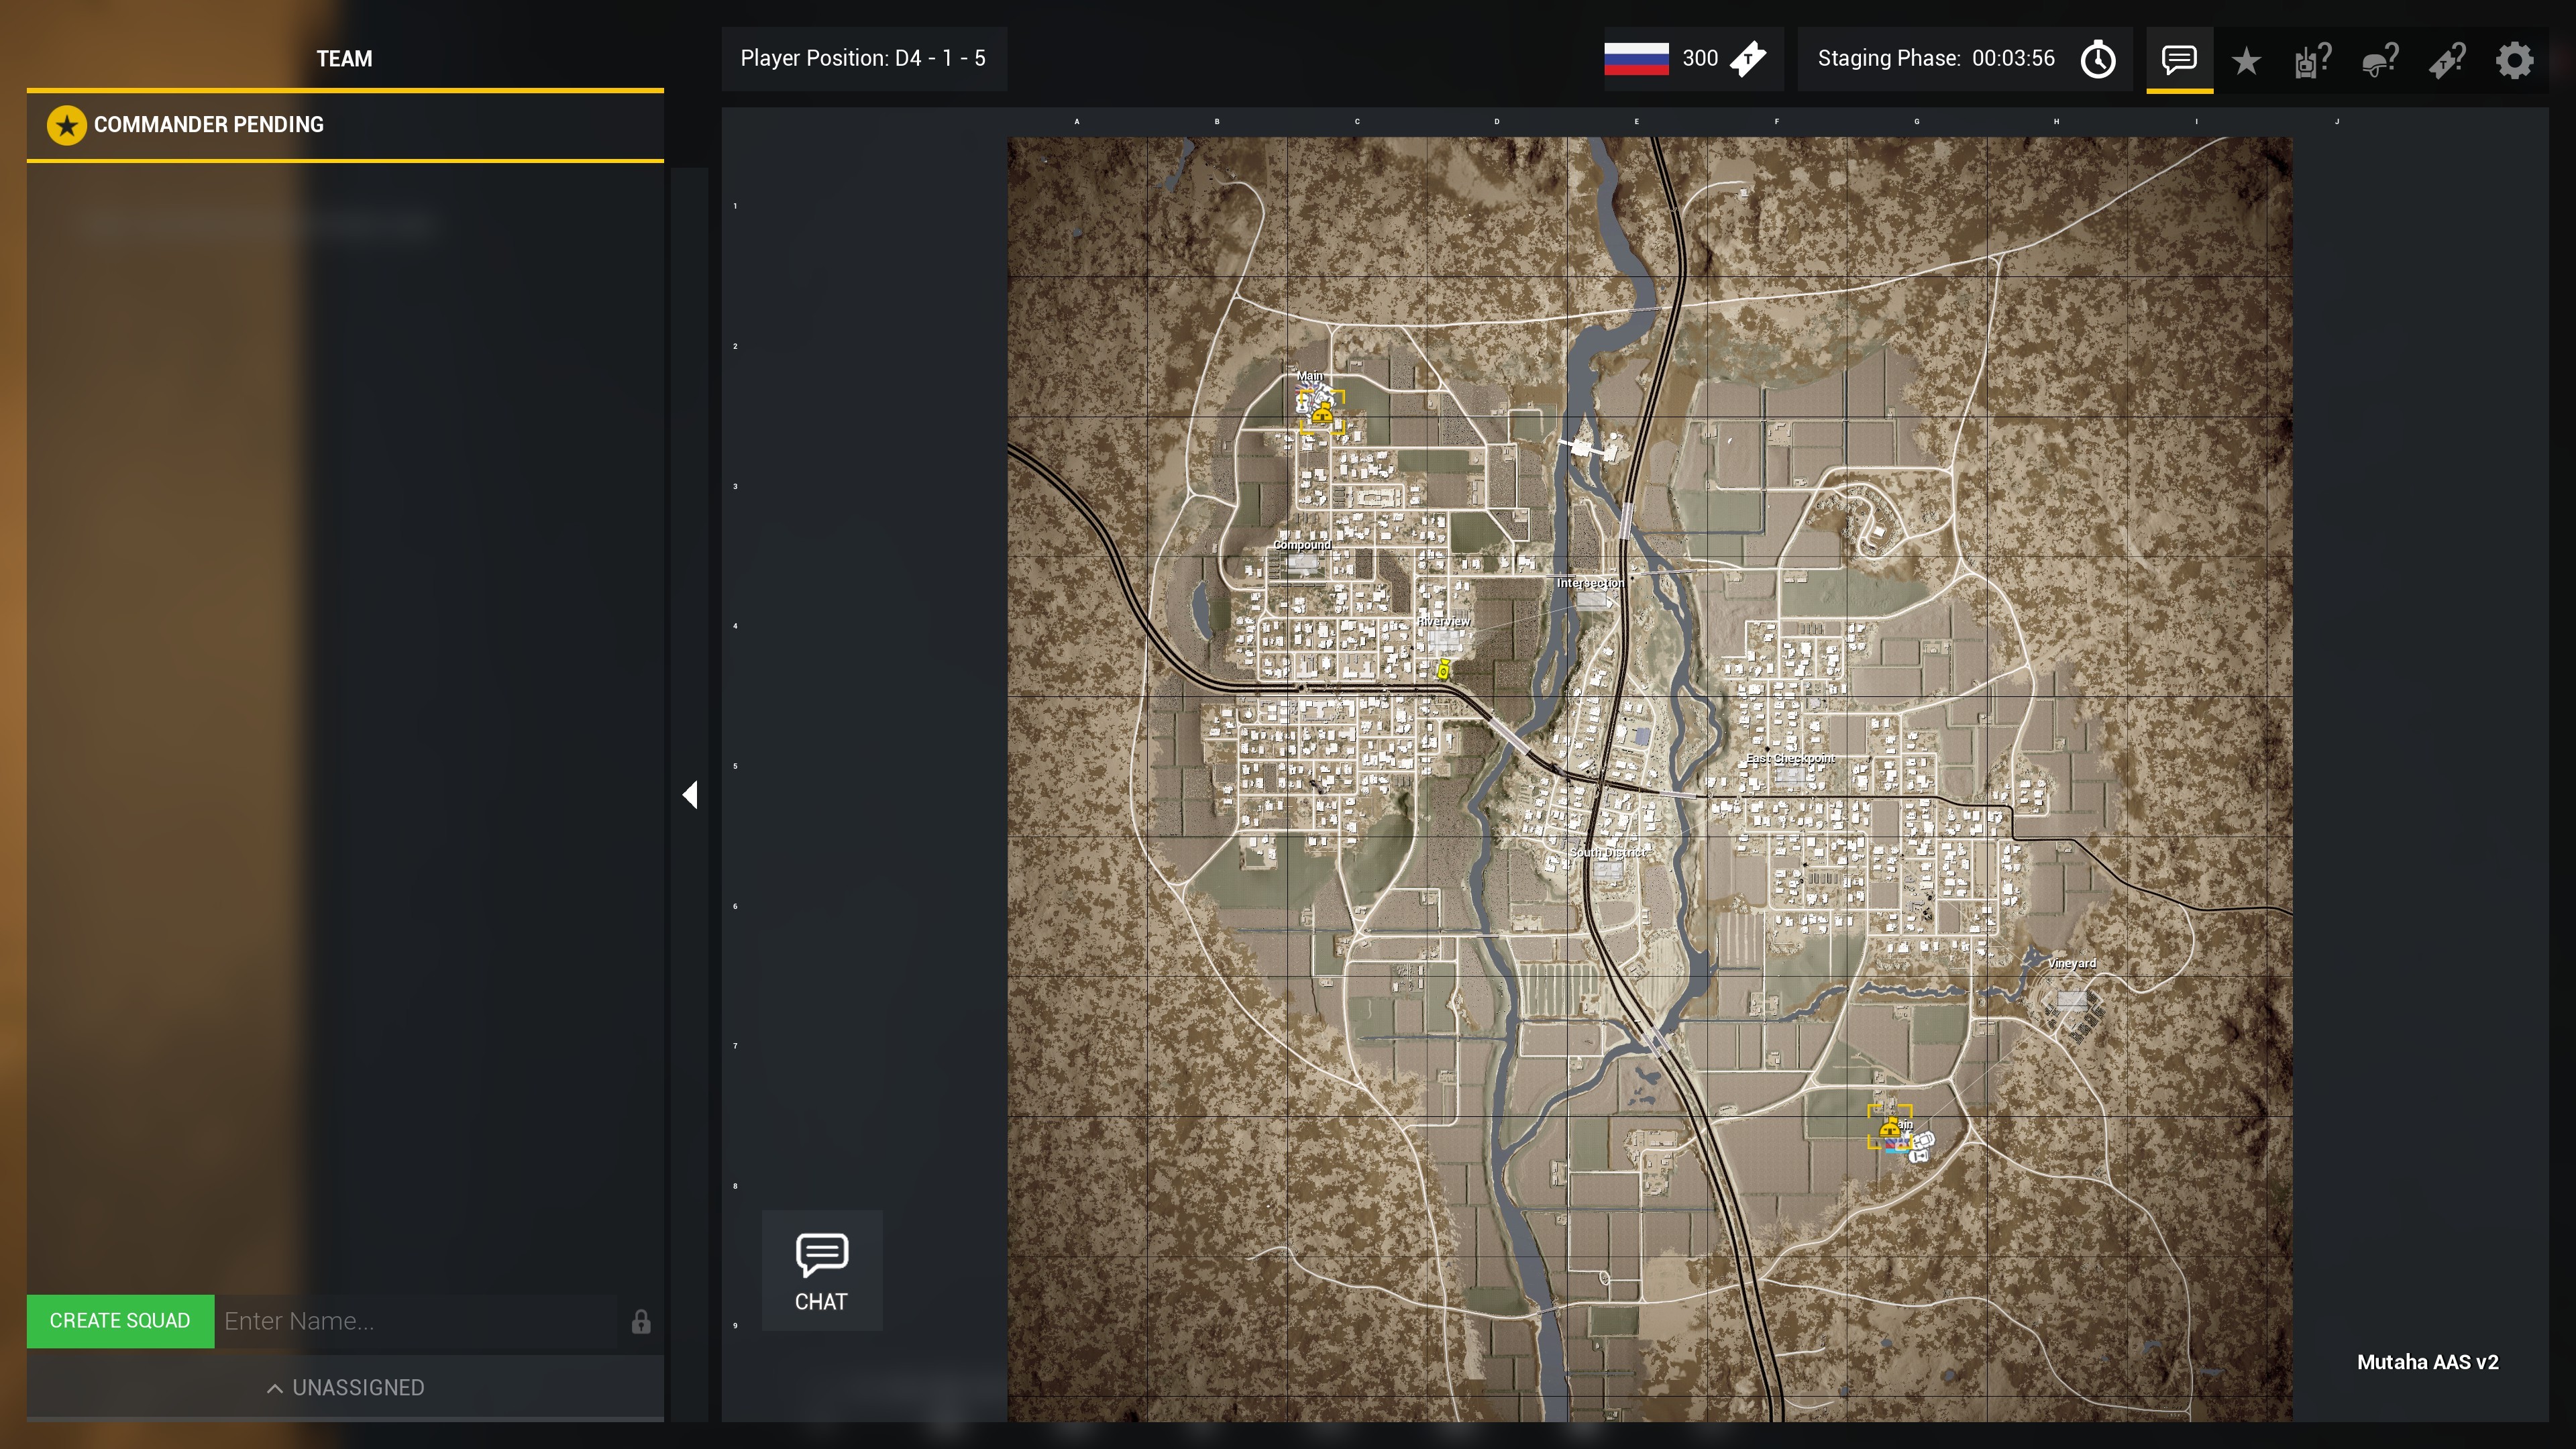 TEAM
Player Position: D4 - 1 - 5
300
Staging Phase: 00:03:56
COMMANDER PENDING
A B C D E F G H I J
1
2
3
4
5
6
7
8
9
Main
Compound
Intersection
Riverview
East Checkpoint
South District
Vineyard
CHAT
CREATE SQUAD
Enter Name...
UNASSIGNED
Mutaha AAS v2